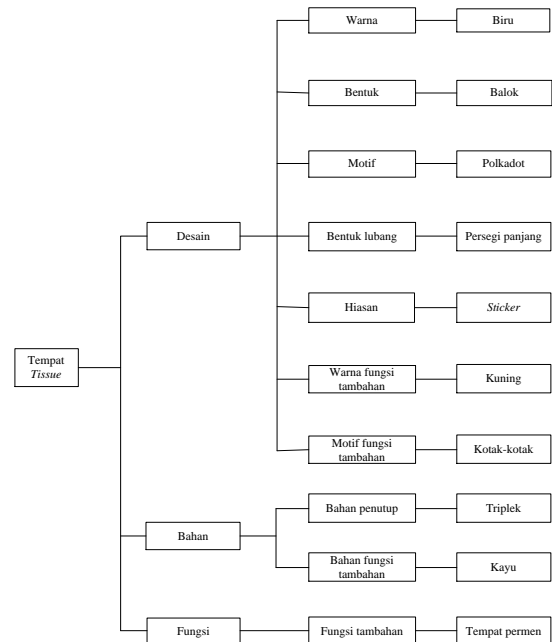 Warna
Biru
Bentuk
Balok
Motif
Polkadot
Desain
Bentuk lubang
Persegi panjang
Hiasan
Sticker
Tempat
Tissue
Warna fungsi
tambahan
Kuning
Motif fungsi
tambahan
Kotak-kotak
Bahan
Bahan penutup
Triplek
Bahan fungsi
tambahan
Kayu
Fungsi
Fungsi tambahan
Tempat permen